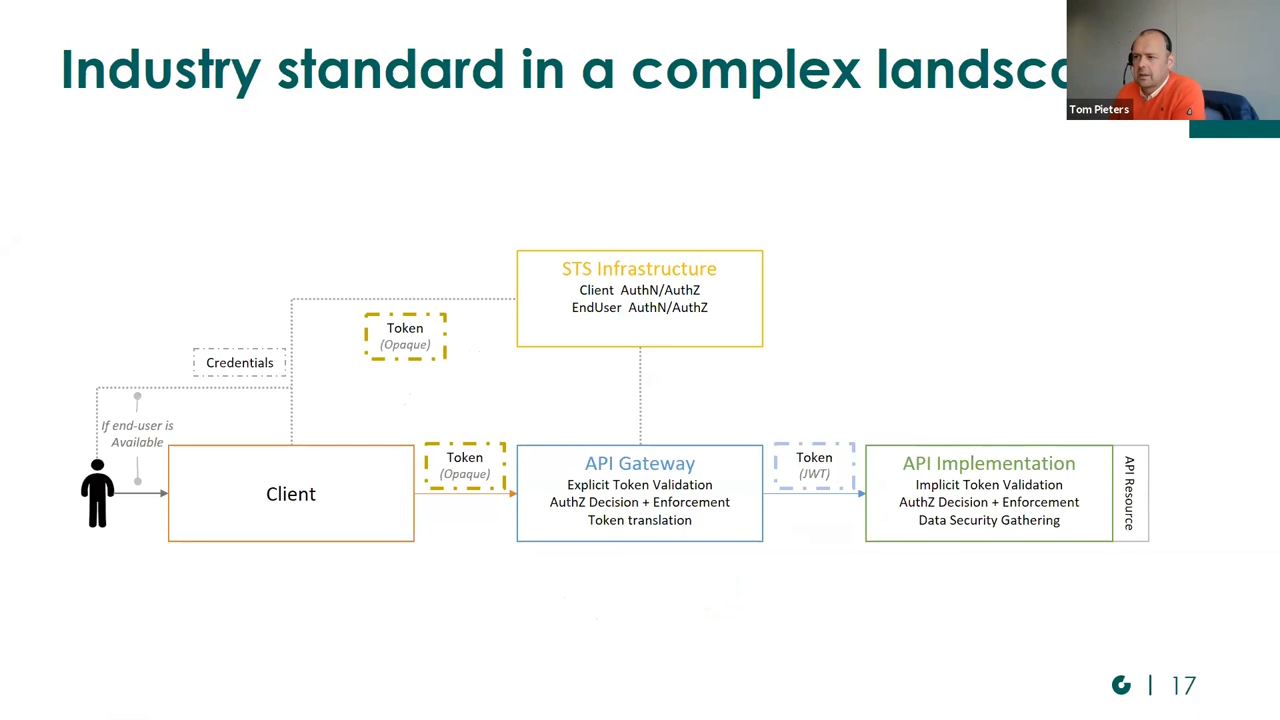 Industry standard in a complex landsc
Tom Pieters
STS Infrastructure
Client AuthN/AuthZ
EndUser AuthN/AuthZ
Token
(Opaque)
Credentials
If end-user is
Available
Client
Token
(Opaque)
API Gateway
Explicit Token Validation
AuthZ Decision + Enforcement
Token translation
Token
(JWT)
API Implementation
Implicit Token Validation
AuthZ Decision + Enforcement
Data Security Gathering
API Resource
17